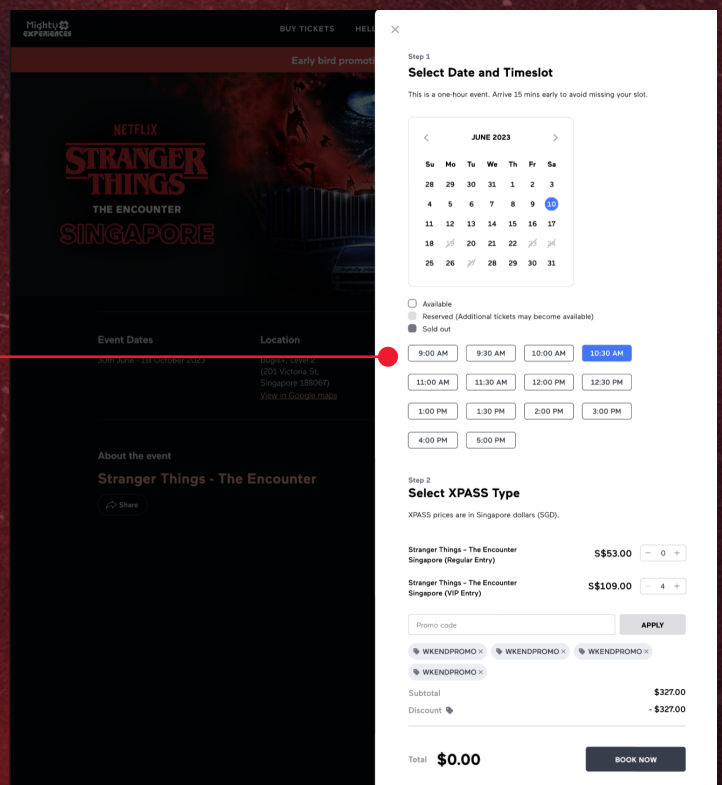 Mighty
EXPERIENCES
BUY TICKETS
HELL
Early bird promoti
NETFLIX
STRANGER
THINGS
THE ENCOUNTER
SINGAPORE
Event Dates
30th June - 1st October 2023
Location
Bugis+, Level 2
(201 Victoria St,
Singapore 188067)
View in Google maps
About the event
Stranger Things - The Encounter
Share
Step 1
Select Date and Timeslot
This is a one-hour event. Arrive 15 mins early to avoid missing your slot.
JUNE 2023
Su Mo Tu We Th Fr Sa
28 29 30 31 1 2 3
4 5 6 7 8 9 10
11 12 13 14 15 16 17
18 19 20 21 22 23 24
25 26 27 28 29 30 31
Available
Reserved (Additional tickets may become available)
Sold out
9:00 AM 9:30 AM 10:00 AM 10:30 AM
11:00 AM 11:30 AM 12:00 PM 12:30 PM
1:00 PM 1:30 PM 2:00 PM 3:00 PM
4:00 PM 5:00 PM
Step 2
Select XPASS Type
XPASS prices are in Singapore dollars (SGD).
Stranger Things - The Encounter
Singapore (Regular Entry)
S$53.00 − 0 +
Stranger Things - The Encounter
Singapore (VIP Entry)
S$109.00 − 4 +
Promo code APPLY
WKENDPROMO × WKENDPROMO × WKENDPROMO ×
WKENDPROMO ×
Subtotal $327.00
Discount - $327.00
Total $0.00 BOOK NOW